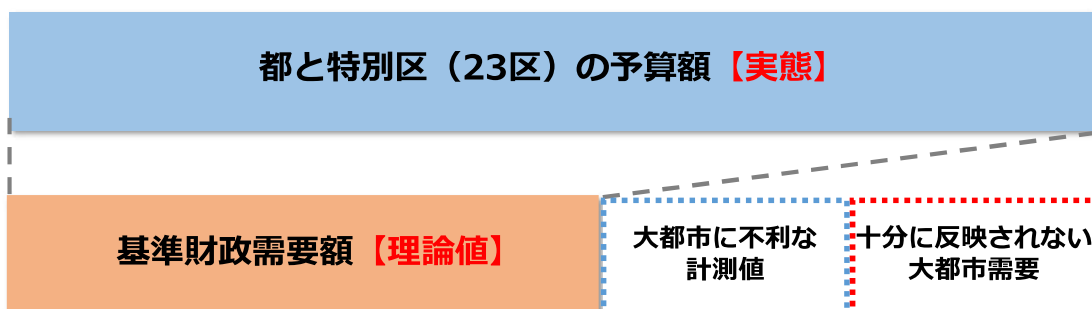 都と特別区（23区）の予算額【実態】
基準財政需要額【理論値】
大都市に不利な
計測値
十分に反映されない
大都市需要